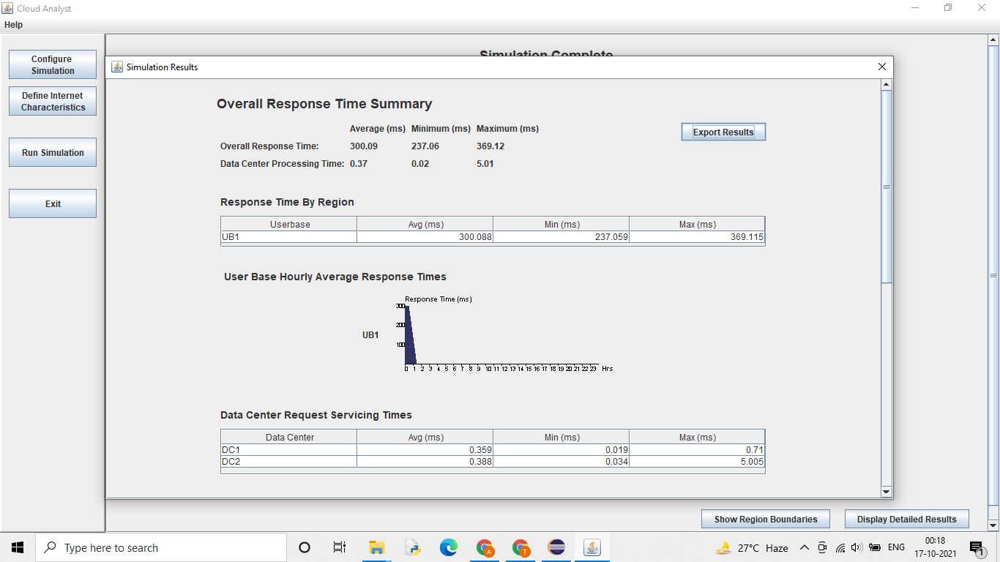 Cloud Analyst
Help
Configure
Simulation
Define Internet
Characteristics
Run Simulation
Exit
Simulation Complete
Simulation Results
Overall Response Time Summary
Average (ms) Minimum (ms) Maximum (ms)
Overall Response Time: 300.09 237.06 369.12
Data Center Processing Time: 0.37 0.02 5.01
Export Results
Response Time By Region
Userbase Avg (ms) Min (ms) Max (ms)
UB1 300.088 237.059 369.115
User Base Hourly Average Response Times
Response Time (ms)
300
200
UB1
100
0 1 2 3 4 5 6 7 8 9 10 11 12 13 14 15 16 17 18 19 20 21 22 23 Hrs
Data Center Request Servicing Times
Data Center Avg (ms) Min (ms) Max (ms)
DC1 0.359 0.019 0.71
DC2 0.388 0.034 5.005
Show Region Boundaries
Display Detailed Results
Type here to search
A
T
27°C Haze
ENG
00:18
17-10-2021
1